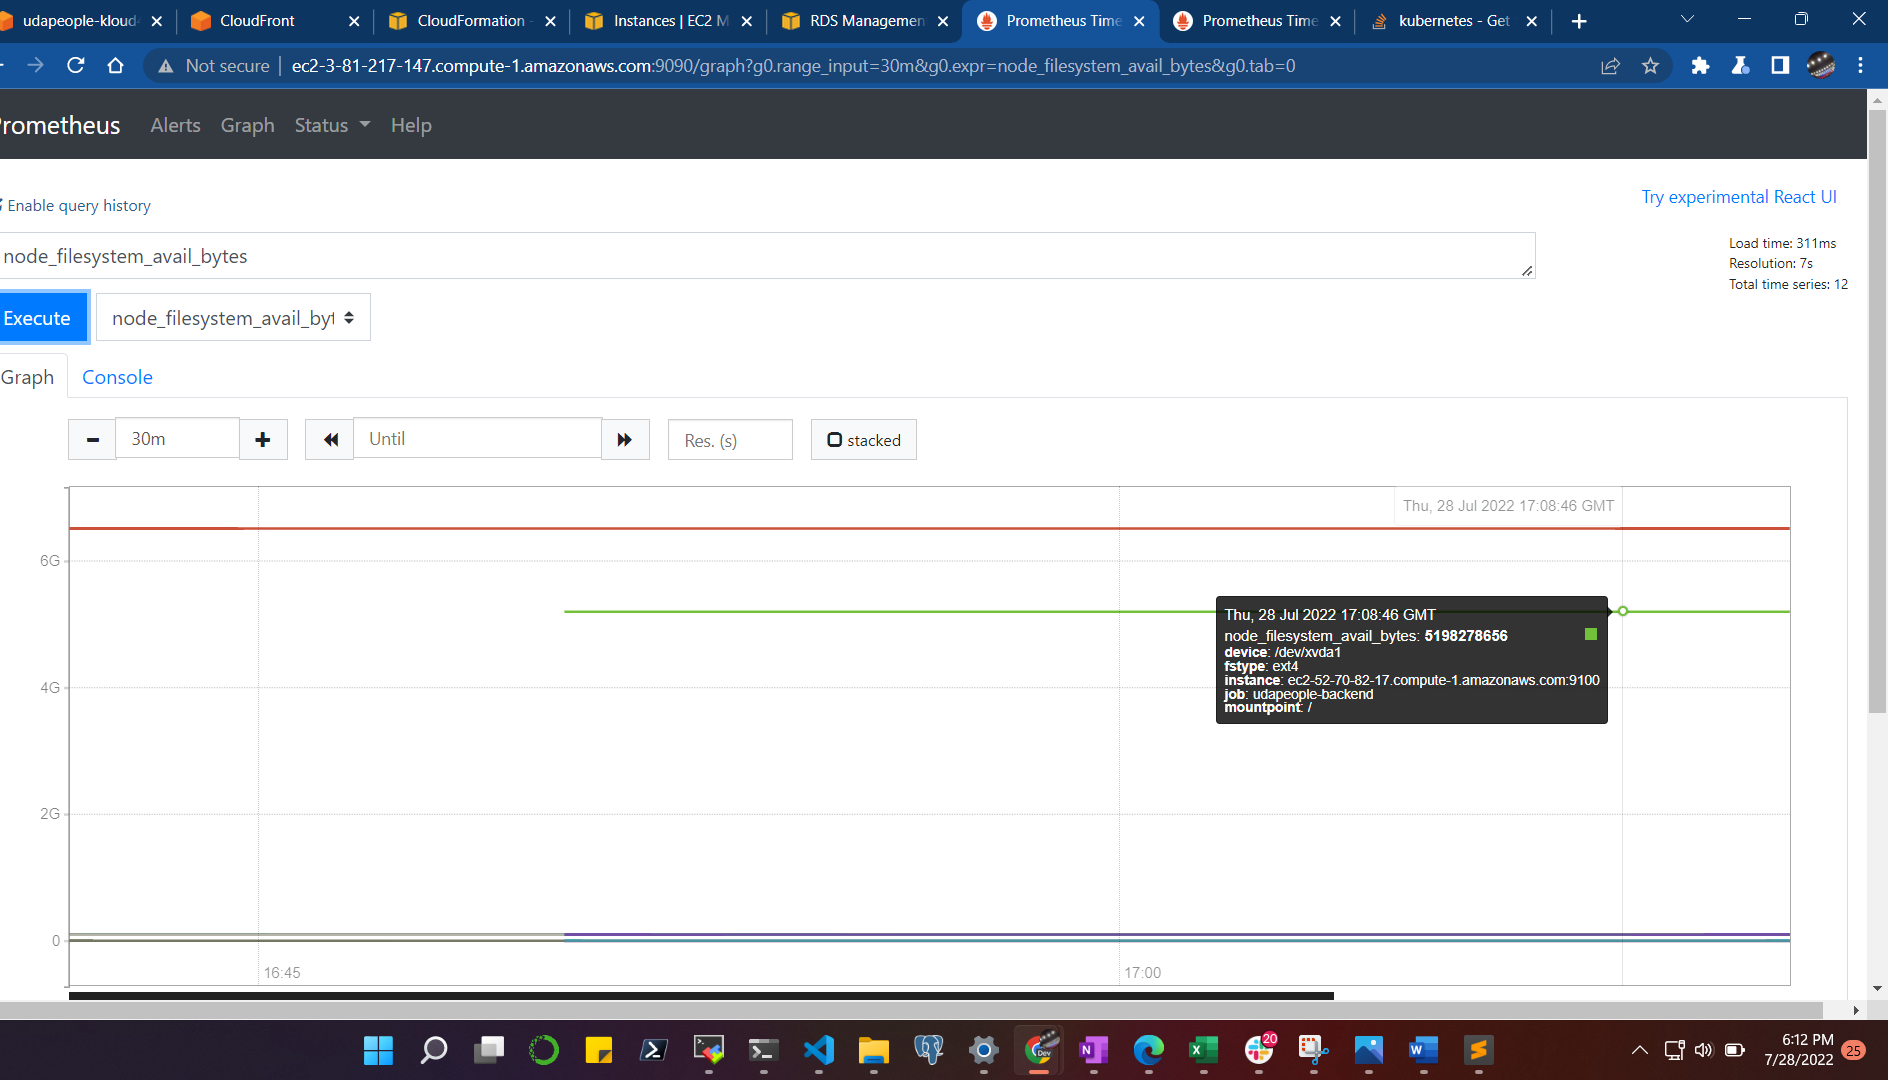 udapeople-kloud
CloudFront
CloudFormation -
Instances | EC2 M
RDS Managemen
Prometheus Time
Prometheus Time
kubernetes - Get
Not secure
ec2-3-81-217-147.compute-1.amazonaws.com:9090/graph?g0.range_input=30m&g0.expr=node_filesystem_avail_bytes&g0.tab=0
rometheus
Alerts
Graph
Status
Help
Enable query history
Try experimental React UI
node_filesystem_avail_bytes
Load time: 311ms
Resolution: 7s
Total time series: 12
Execute
node_filesystem_avail_byt
Graph
Console
30m
Until
Res. (s)
stacked
Thu, 28 Jul 2022 17:08:46 GMT
6G
Thu, 28 Jul 2022 17:08:46 GMT
node_filesystem_avail_bytes: 5198278656
device: /dev/xvda1
fstype: ext4
instance: ec2-52-70-82-17.compute-1.amazonaws.com:9100
job: udapeople-backend
mountpoint: /
4G
2G
0
16:45
17:00
Dev
20
6:12 PM
7/28/2022
25